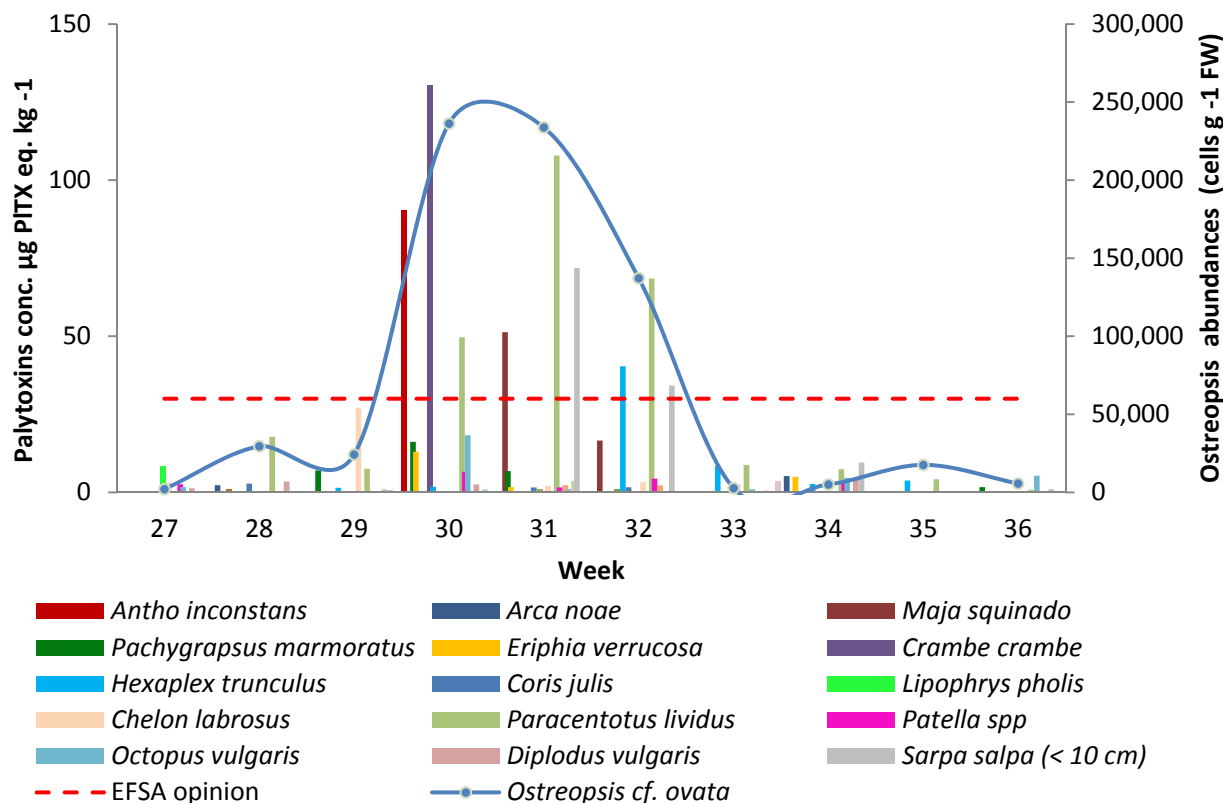 Palytoxins conc. µg PlTX eq. kg -1
150
100
50
0
300,000
250,000
200,000
150,000
100,000
50,000
0
Ostreopsis abundances (cells g -1 FW)
27 28 29 30 31 32 33 34 35 36
Week
Antho inconstans Arca noae Maja squinado
Pachygrapsus marmoratus Eriphia verrucosa Crambe crambe
Hexaplex trunculus Coris julis Lipophrys pholis
Chelon labrosus Paracentotus lividus Patella spp
Octopus vulgaris Diplodus vulgaris Sarpa salpa (< 10 cm)
EFSA opinion Ostreopsis cf. ovata